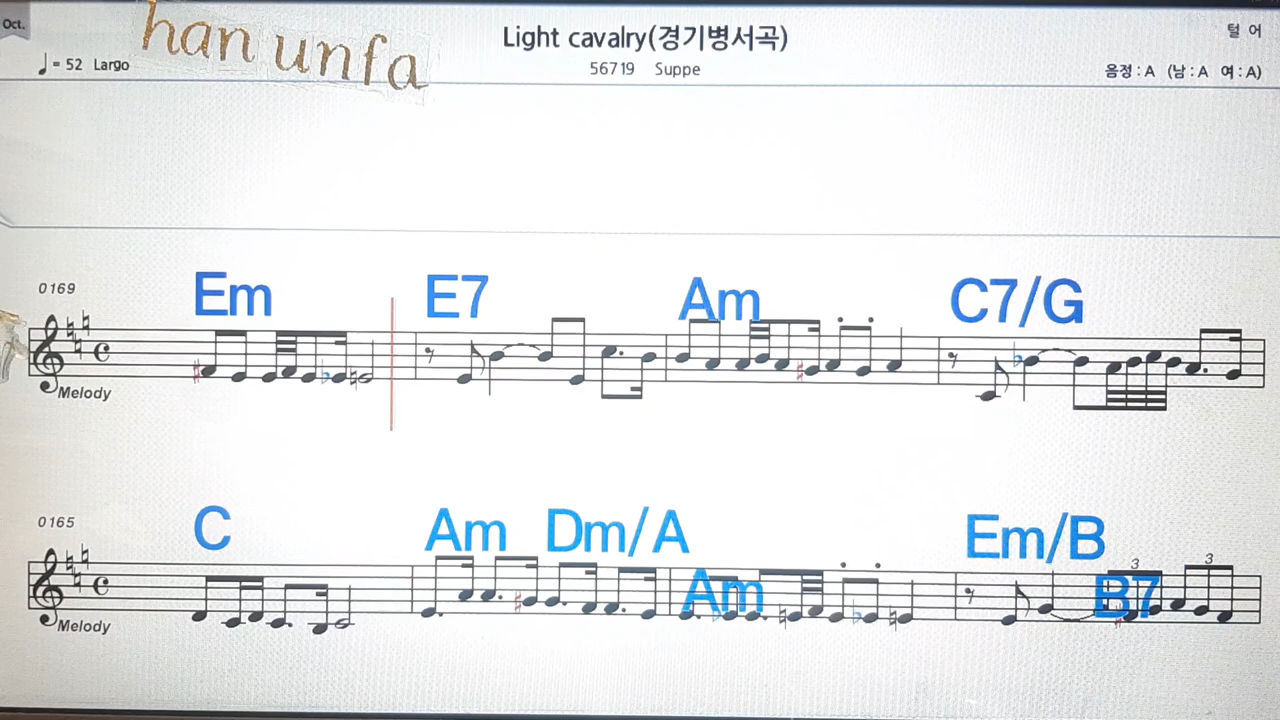 Oct.
han unfa
Light cavalry(경기병서곡)
털 어
♩= 52 Largo
56719 Suppe
음정 : A (남 : A 여 : A)
0169
Em E7 Am C7/G
Melody
0165
C Am Dm/A Am Em/B B7
3 3
Melody